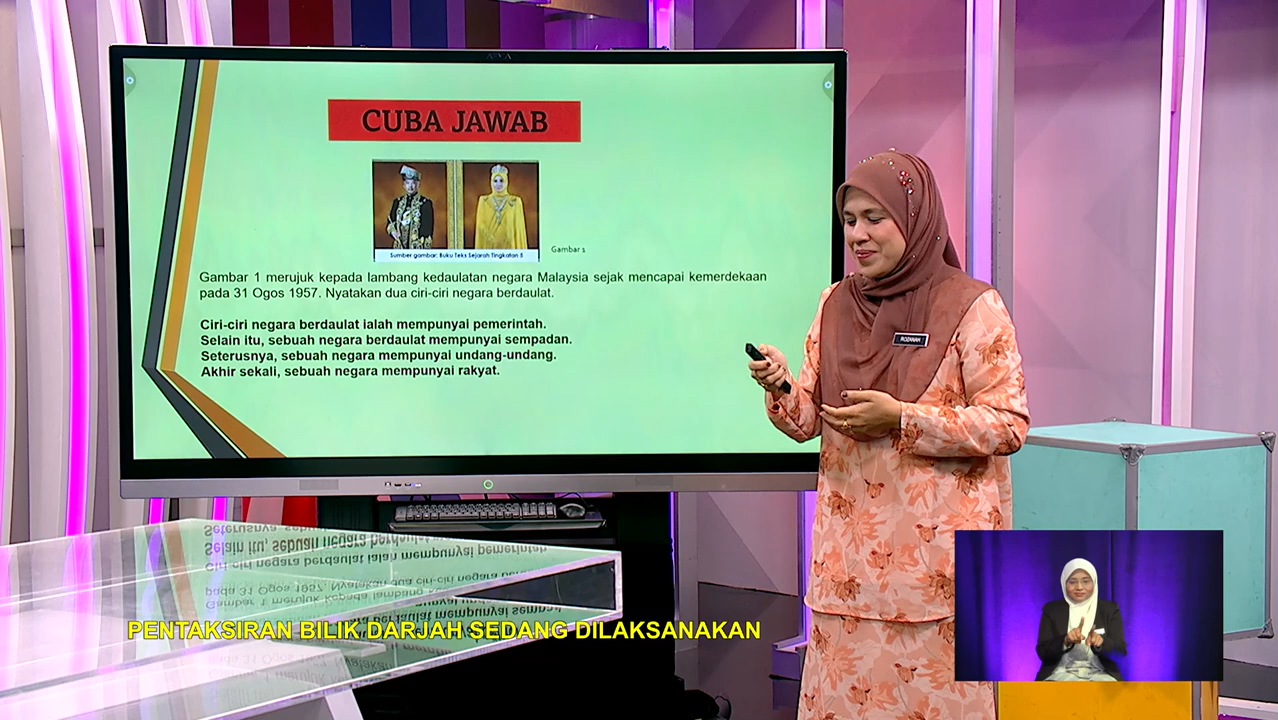 CUBA JAWAB
Sumber gambar: Buku Teks Sejarah Tingkatan 5
Gambar 1
Gambar 1 merujuk kepada lambang kedaulatan negara Malaysia sejak mencapai kemerdekaan
pada 31 Ogos 1957. Nyatakan dua ciri-ciri negara berdaulat.
Ciri-ciri negara berdaulat ialah mempunyai pemerintah.
Selain itu, sebuah negara berdaulat mempunyai sempadan.
Seterusnya, sebuah negara mempunyai undang-undang.
Akhir sekali, sebuah negara mempunyai rakyat.
ROZANAH
PENTAKSIRAN BILIK DARJAH SEDANG DILAKSANAKAN